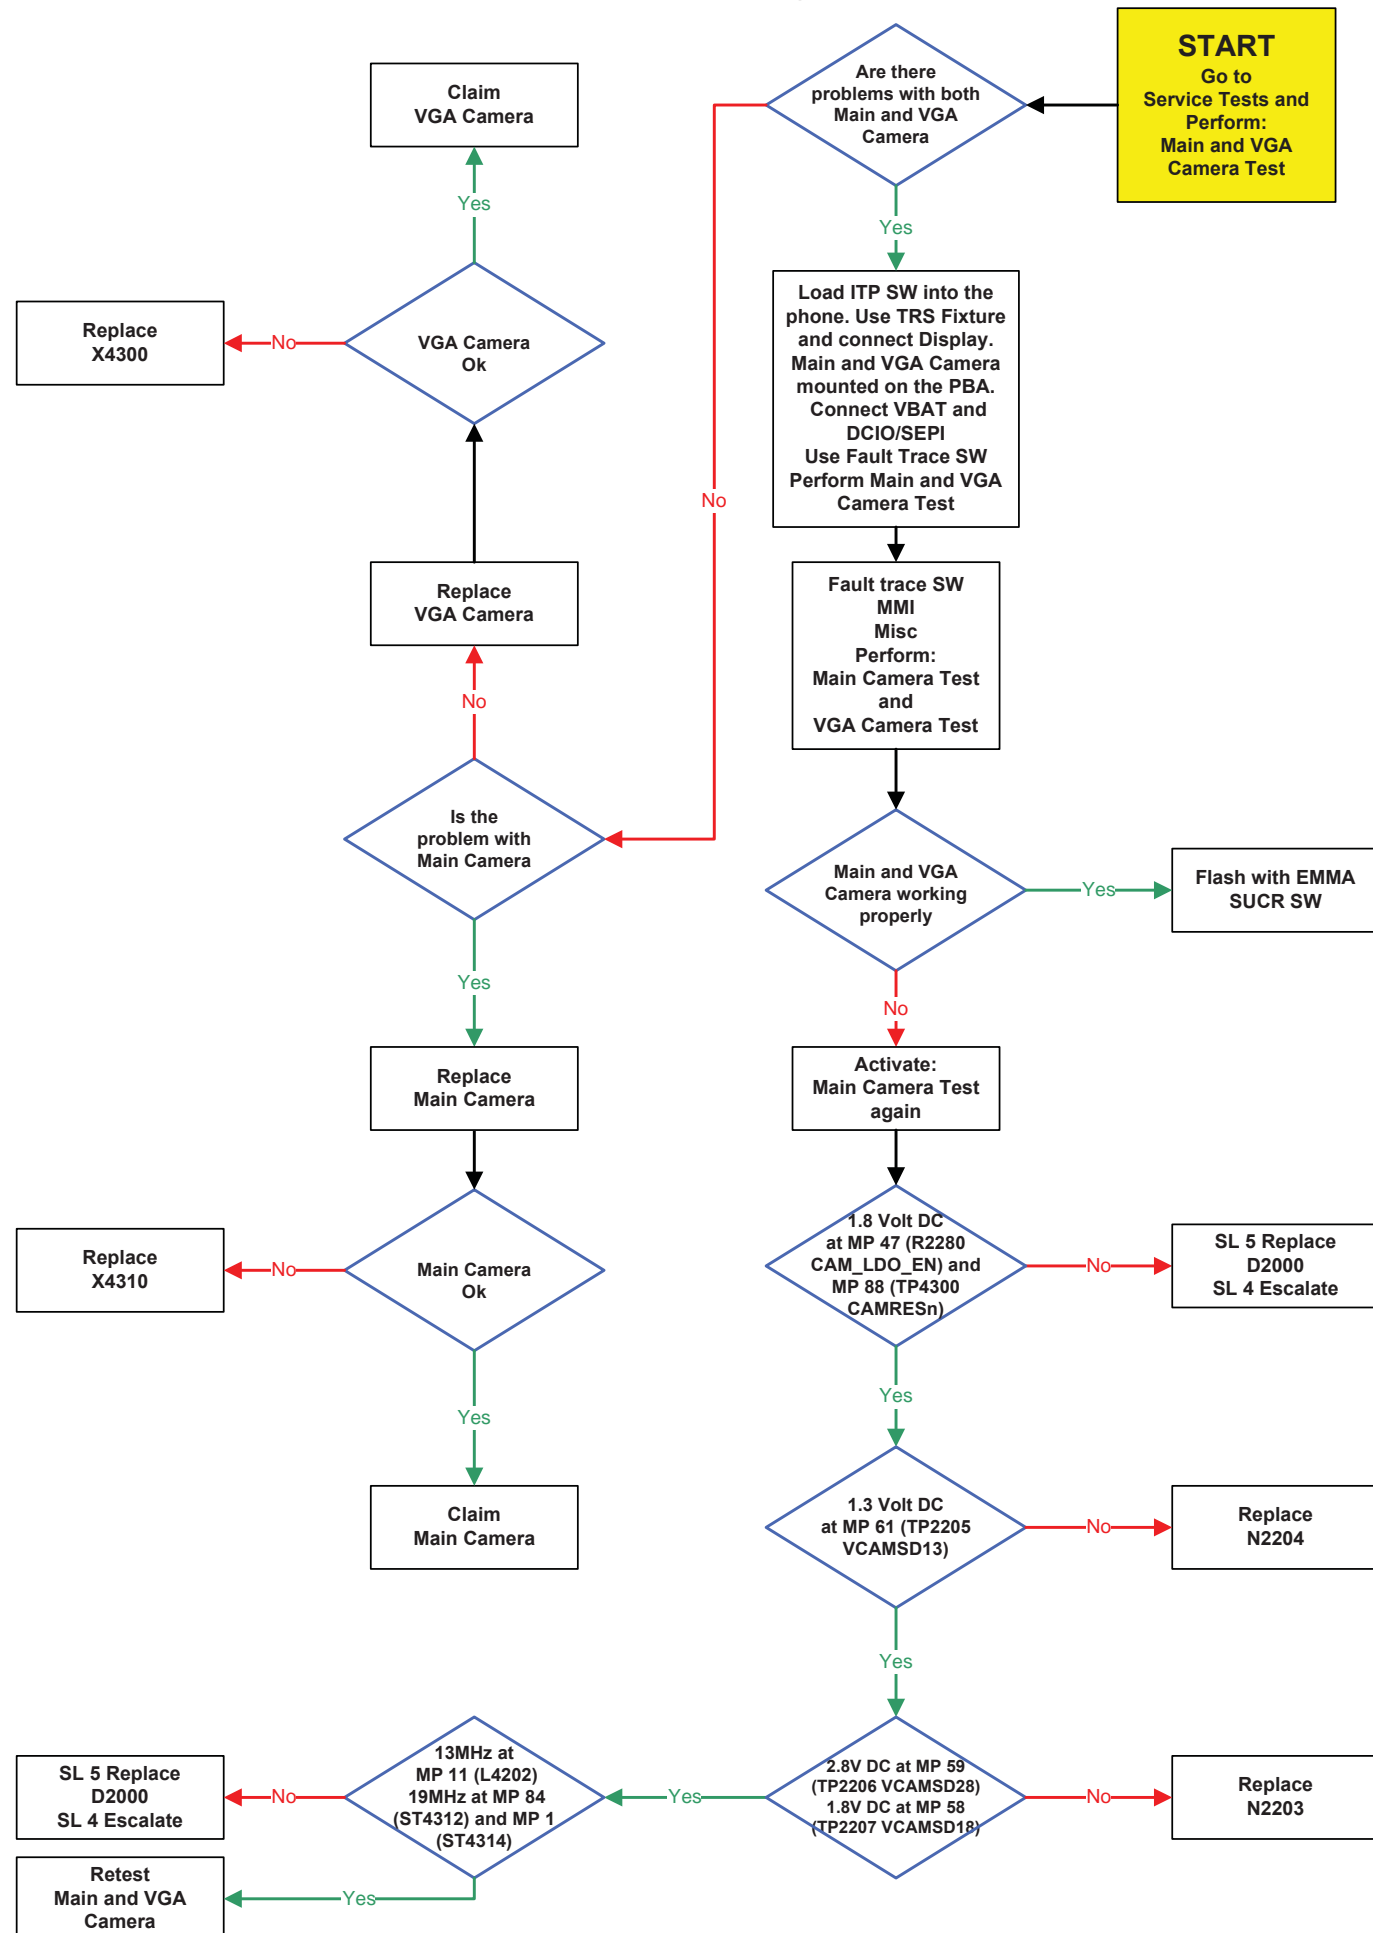 START
Go to
Service Tests and
Perform:
Main and VGA
Camera Test
Are there
problems with both
Main and VGA
Camera
Yes
No
Load ITP SW into the
phone. Use TRS Fixture
and connect Display.
Main and VGA Camera
mounted on the PBA.
Connect VBAT and
DCIO/SEPI
Use Fault Trace SW
Perform Main and VGA
Camera Test
Fault trace SW
MMI
Misc
Perform:
Main Camera Test
and
VGA Camera Test
Main and VGA
Camera working
properly
Yes
Flash with EMMA
SUCR SW
No
Activate:
Main Camera Test
again
1.8 Volt DC
at MP 47 (R2280
CAM_LDO_EN) and
MP 88 (TP4300
CAMRESn)
No
SL 5 Replace
D2000
SL 4 Escalate
Yes
1.3 Volt DC
at MP 61 (TP2205
VCAMSD13)
No
Replace
N2204
Yes
2.8V DC at MP 59
(TP2206 VCAMSD28)
1.8V DC at MP 58
(TP2207 VCAMSD18)
No
Replace
N2203
Yes
13MHz at
MP 11 (L4202)
19MHz at MP 84
(ST4312) and MP 1
(ST4314)
No
SL 5 Replace
D2000
SL 4 Escalate
Yes
Retest
Main and VGA
Camera
Is the
problem with
Main Camera
No
Replace
VGA Camera
VGA Camera
Ok
No
Replace
X4300
Yes
Claim
VGA Camera
Yes
Replace
Main Camera
Main Camera
Ok
No
Replace
X4310
Yes
Claim
Main Camera